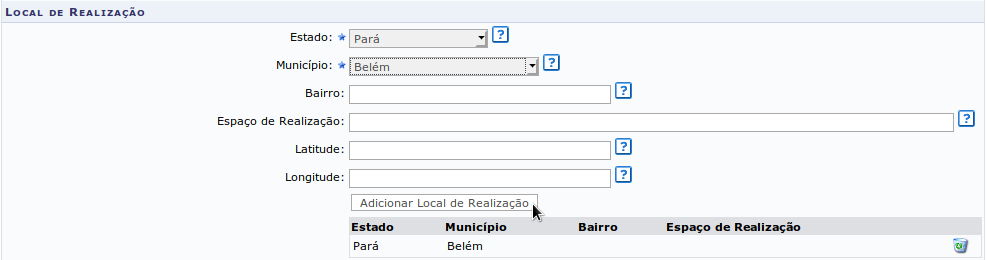 LOCAL DE REALIZAÇÃO
Estado: Pará ?
Município: Belém ?
Bairro: ?
Espaço de Realização: ?
Latitude: ?
Longitude: ?
Adicionar Local de Realização
Estado Município Bairro Espaço de Realização
Pará Belém